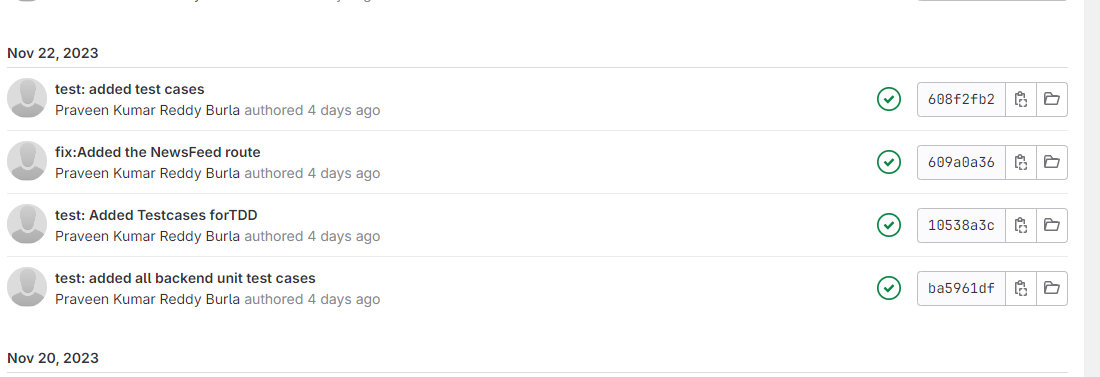 Nov 22, 2023
test: added test cases
Praveen Kumar Reddy Burla authored 4 days ago
608f2fb2
fix:Added the NewsFeed route
Praveen Kumar Reddy Burla authored 4 days ago
609a0a36
test: Added Testcases forTDD
Praveen Kumar Reddy Burla authored 4 days ago
10538a3c
test: added all backend unit test cases
Praveen Kumar Reddy Burla authored 4 days ago
ba5961df
Nov 20, 2023